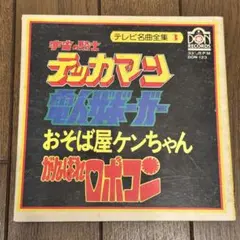 テレビ名曲全集 1
DON
RECORDS
宇宙の騎士
テッカマン
電人ザボーガー
おそば屋ケンちゃん
がんばれロボコン